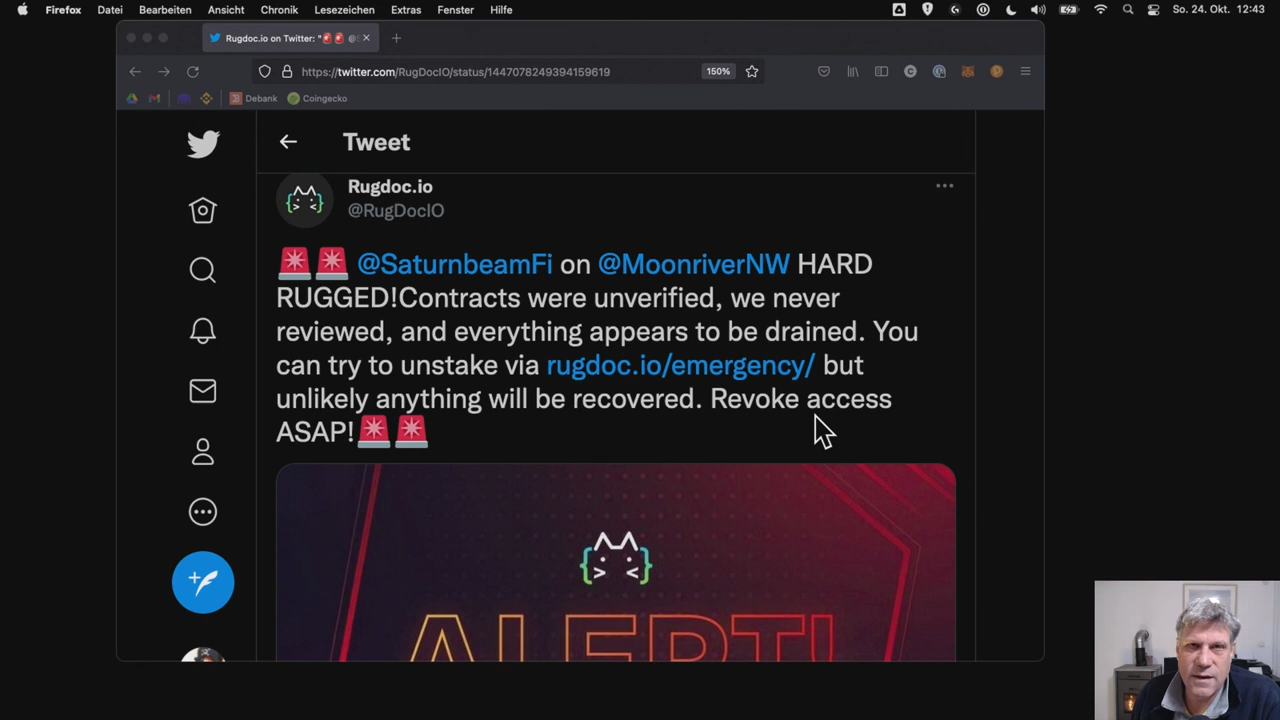 Firefox Datei Bearbeiten Ansicht Chronik Lesezeichen Extras Fenster Hilfe So. 24. Okt. 12:43
Rugdoc.io on Twitter: "🚨🚨 @S
https://twitter.com/RugDocIO/status/1447078249394159619 150%
Debank Coingecko
Tweet
Rugdoc.io
@RugDocIO
🚨🚨 @SaturnbeamFi on @MoonriverNW HARD
RUGGED!Contracts were unverified, we never
reviewed, and everything appears to be drained. You
can try to unstake via rugdoc.io/emergency/ but
unlikely anything will be recovered. Revoke access
ASAP!🚨🚨
ALERT!